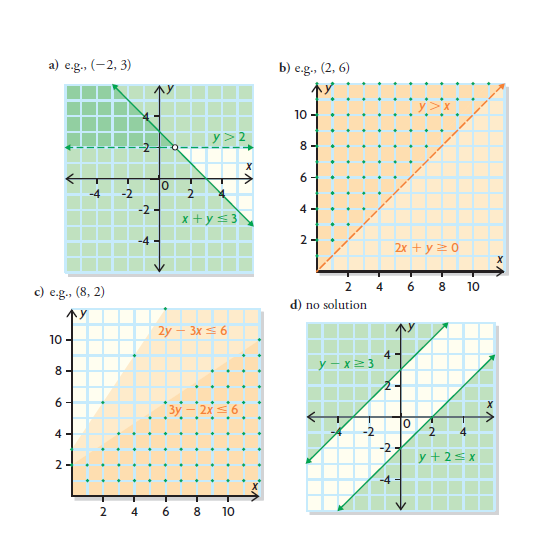 a) e.g., (−2, 3)
y
4
2
y > 2
x
-4 -2 0 2 4
-2
x + y ≤ 3
-4
b) e.g., (2, 6)
y
y > x
10
8
6
4
2
2x + y ≥ 0
x
2 4 6 8 10
c) e.g., (8, 2)
y
2y − 3x ≤ 6
10
8
6
3y − 2x ≤ 6
4
2
x
2 4 6 8 10
d) no solution
y
4
y − x ≥ 3
2
x
-4 -2 0 2 4
-2
y + 2 ≤ x
-4